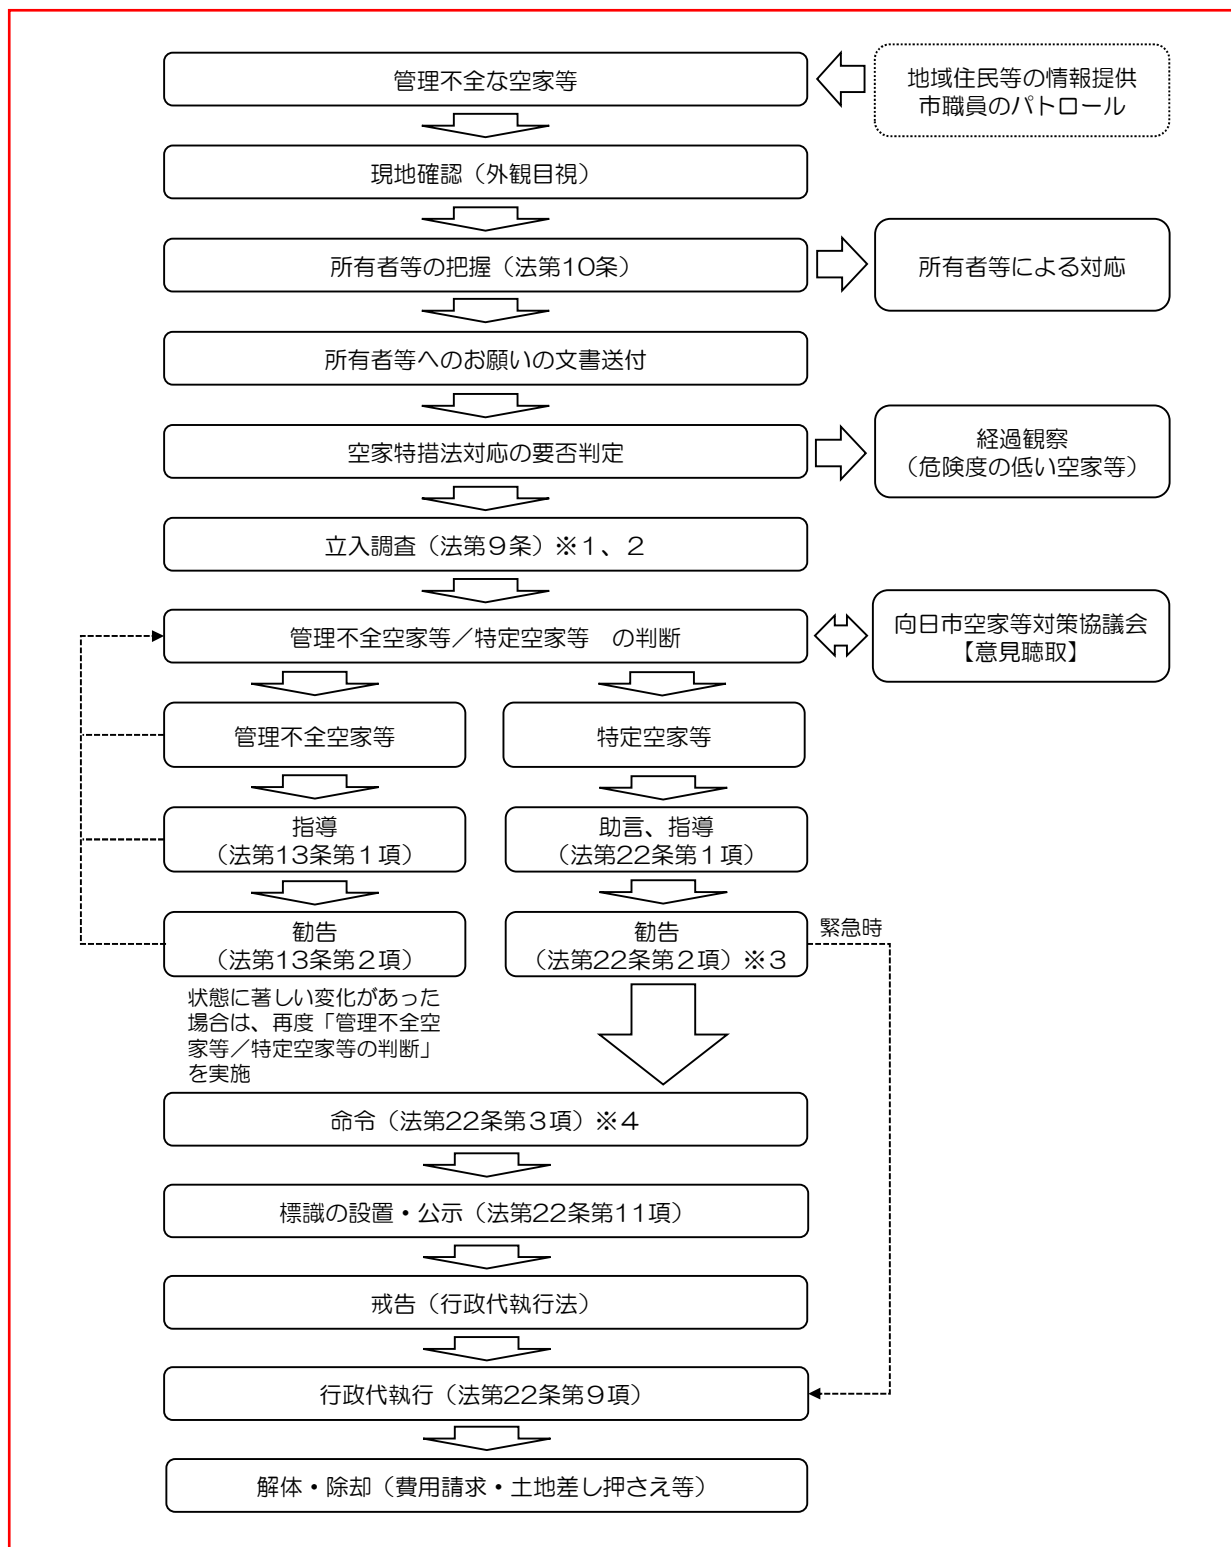 管理不全な空家等
地域住民等の情報提供
市職員のパトロール
現地確認（外観目視）
所有者等の把握（法第10条）
所有者等による対応
所有者等へのお願いの文書送付
空家特措法対応の要否判定
経過観察
（危険度の低い空家等）
立入調査（法第９条）※１、２
管理不全空家等／特定空家等　の判断
向日市空家等対策協議会
【意見聴取】
管理不全空家等
特定空家等
指導
（法第13条第１項）
助言、指導
（法第22条第１項）
勧告
（法第13条第２項）
勧告
（法第22条第２項）※３
緊急時
状態に著しい変化があった
場合は、再度「管理不全空
家等／特定空家等の判断」
を実施
命令（法第22条第３項）※４
標識の設置・公示（法第22条第11項）
戒告（行政代執行法）
行政代執行（法第22条第９項）
解体・除却（費用請求・土地差し押さえ等）